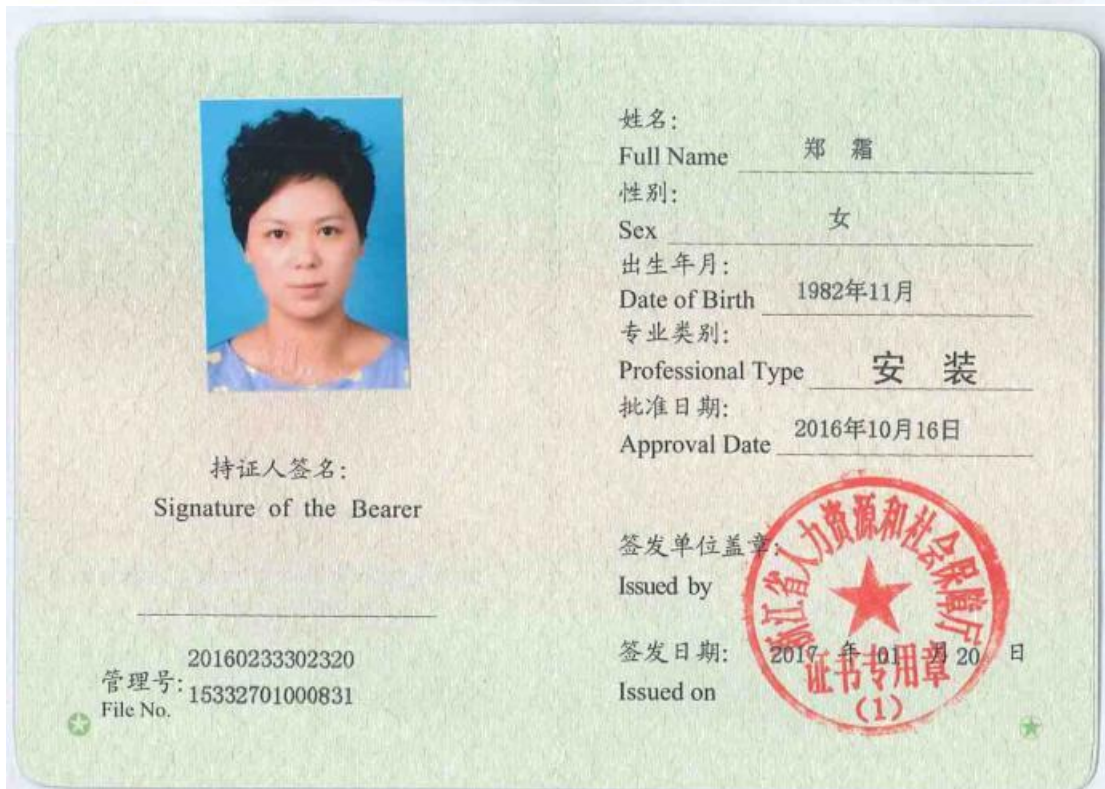 持证人签名:
Signature of the Bearer
管理号:
File No.
20160233302320
15332701000831
姓名:
Full Name 郑 霜
性别:
Sex 女
出生年月:
Date of Birth 1982年11月
专业类别:
Professional Type 安 装
批准日期:
Approval Date 2016年10月16日
签发单位盖章:
Issued by
签发日期: 2017 年 01 月 20 日
Issued on
浙江省人力资源和社会保障厅
证书专用章
(1)